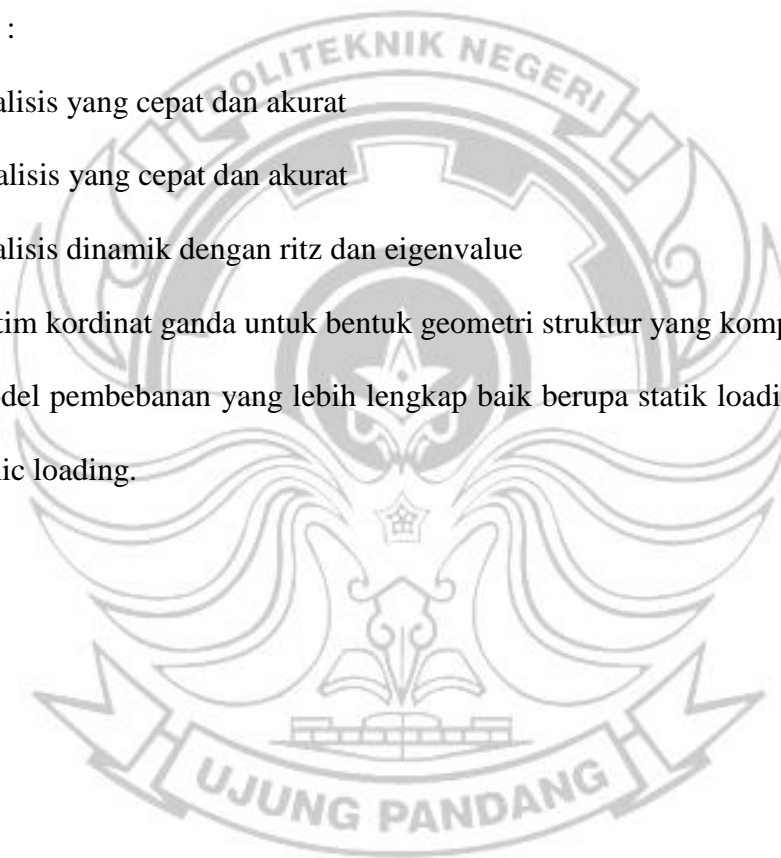 :
alisis yang cepat dan akurat
alisis yang cepat dan akurat
alisis dinamik dengan ritz dan eigenvalue
tim kordinat ganda untuk bentuk geometri struktur yang komp
del pembebanan yang lebih lengkap baik berupa statik loadi
ic loading.
POLITEKNIK NEGERI
UJUNG PANDANG